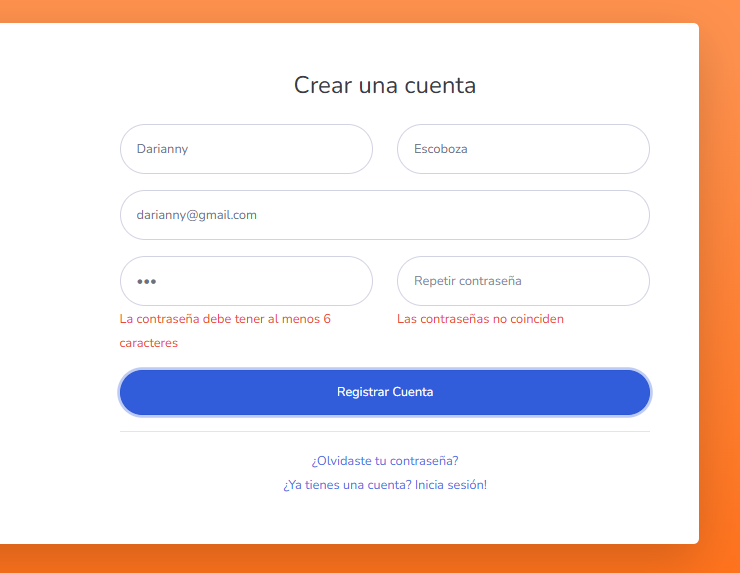 Crear una cuenta
Darianny
Escoboza
darianny@gmail.com
•••
Repetir contraseña
La contraseña debe tener al menos 6
caracteres
Las contraseñas no coinciden
Registrar Cuenta
¿Olvidaste tu contraseña?
¿Ya tienes una cuenta? Inicia sesión!